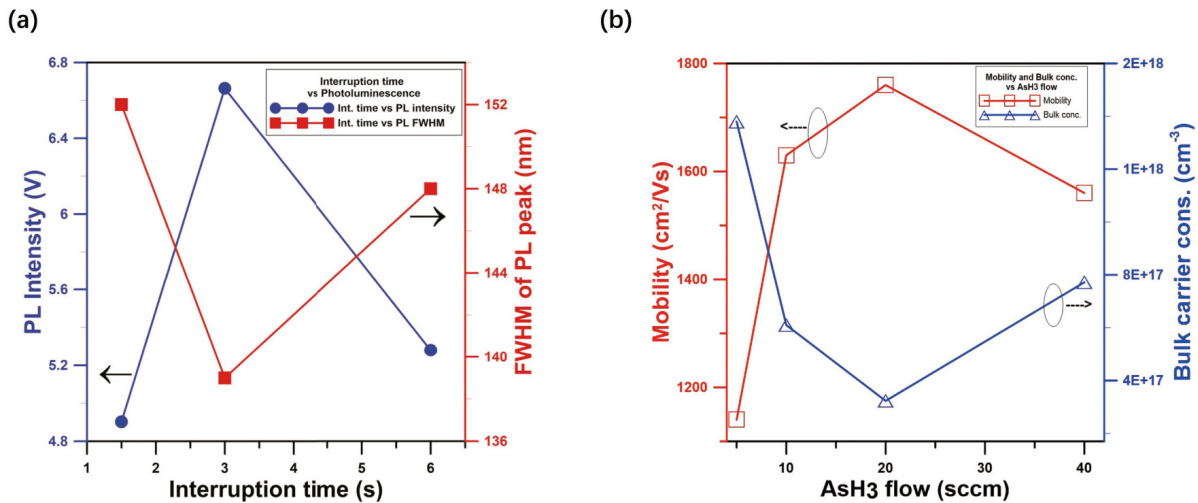 (a)
6.8
6.4
6
5.6
5.2
4.8
PL Intensity (V)
Interruption time
vs Photoluminescence
Int. time vs PL intensity
Int. time vs PL FWHM
152
148
144
140
136
FWHM of PL peak (nm)
1 2 3 4 5 6
Interruption time (s)
(b)
1800
1600
1400
1200
1100
Mobility (cm²/Vs)
Mobility and Bulk conc.
vs AsH3 flow
Mobility
Bulk conc.
2E+18
1E+18
8E+17
4E+17
Bulk carrier cons. (cm⁻³)
10 20 30 40
AsH3 flow (sccm)